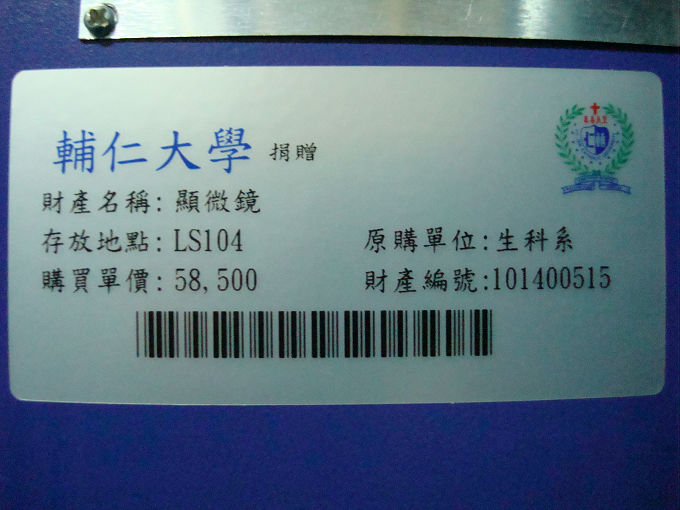 輔仁大學 捐贈
財產名稱: 顯微鏡
存放地點: LS104 原購單位:生科系
購買單價: 58,500 財產編號:101400515